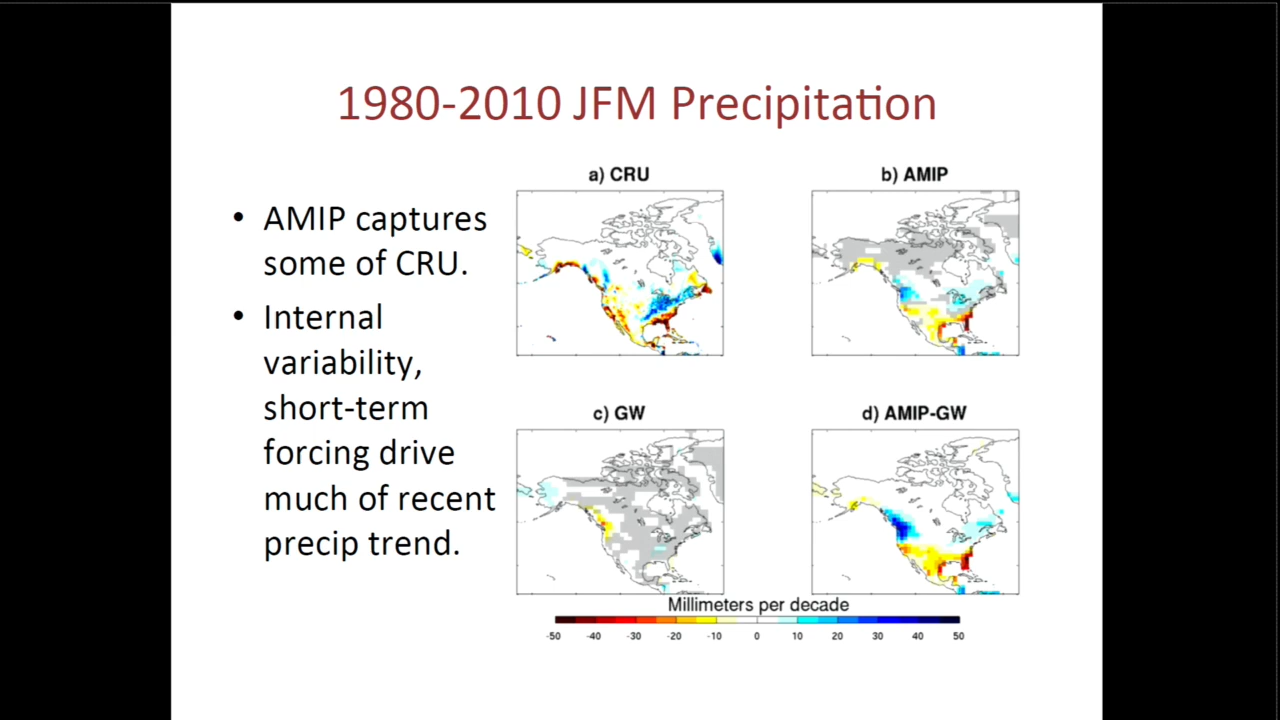 1980-2010 JFM Precipitation
• AMIP captures
some of CRU.
• Internal
variability,
short-term
forcing drive
much of recent
precip trend.
a) CRU
b) AMIP
c) GW
d) AMIP-GW
Millimeters per decade
-50 -40 -30 -20 -10 0 10 20 30 40 50